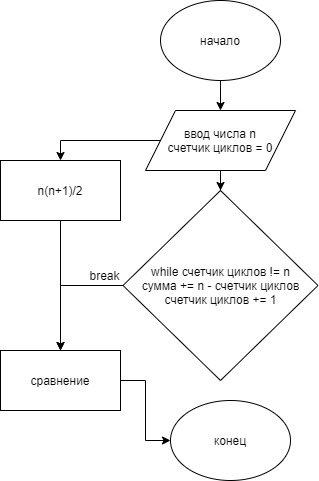 начало
ввод числа n
счетчик циклов = 0
n(n+1)/2
break
while счетчик циклов != n
сумма += n - счетчик циклов
счетчик циклов += 1
сравнение
конец